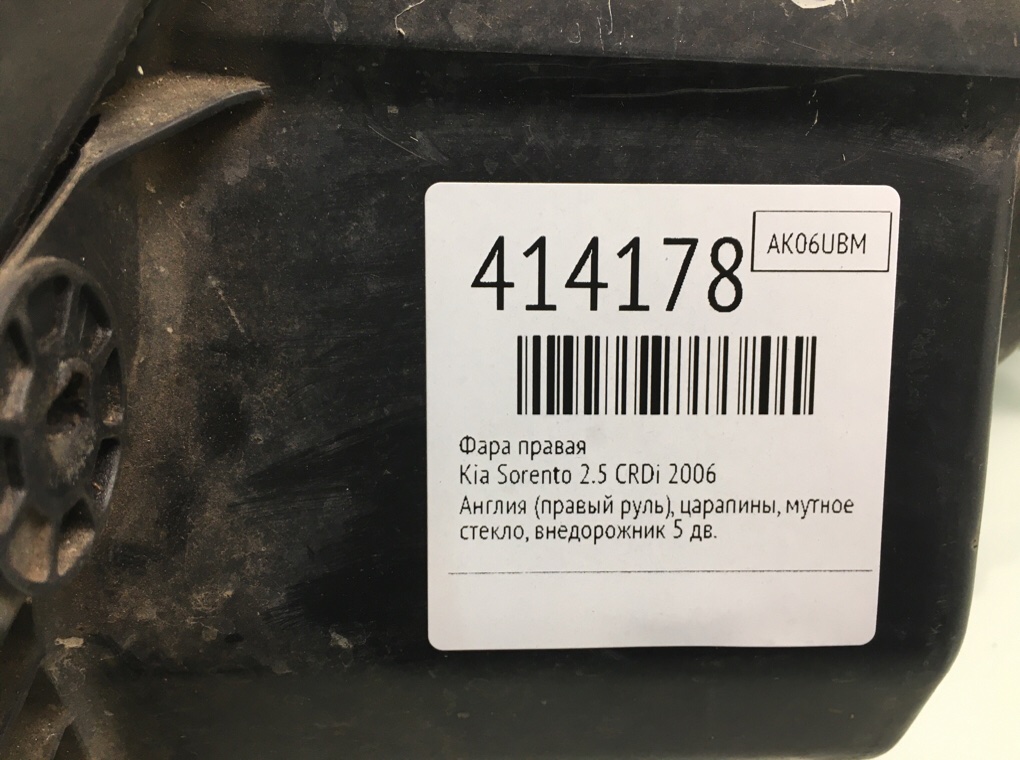 414178
AK06UBM
Фара правая
Kia Sorento 2.5 CRDi 2006
Англия (правый руль), царапины, мутное
стекло, внедорожник 5 дв.